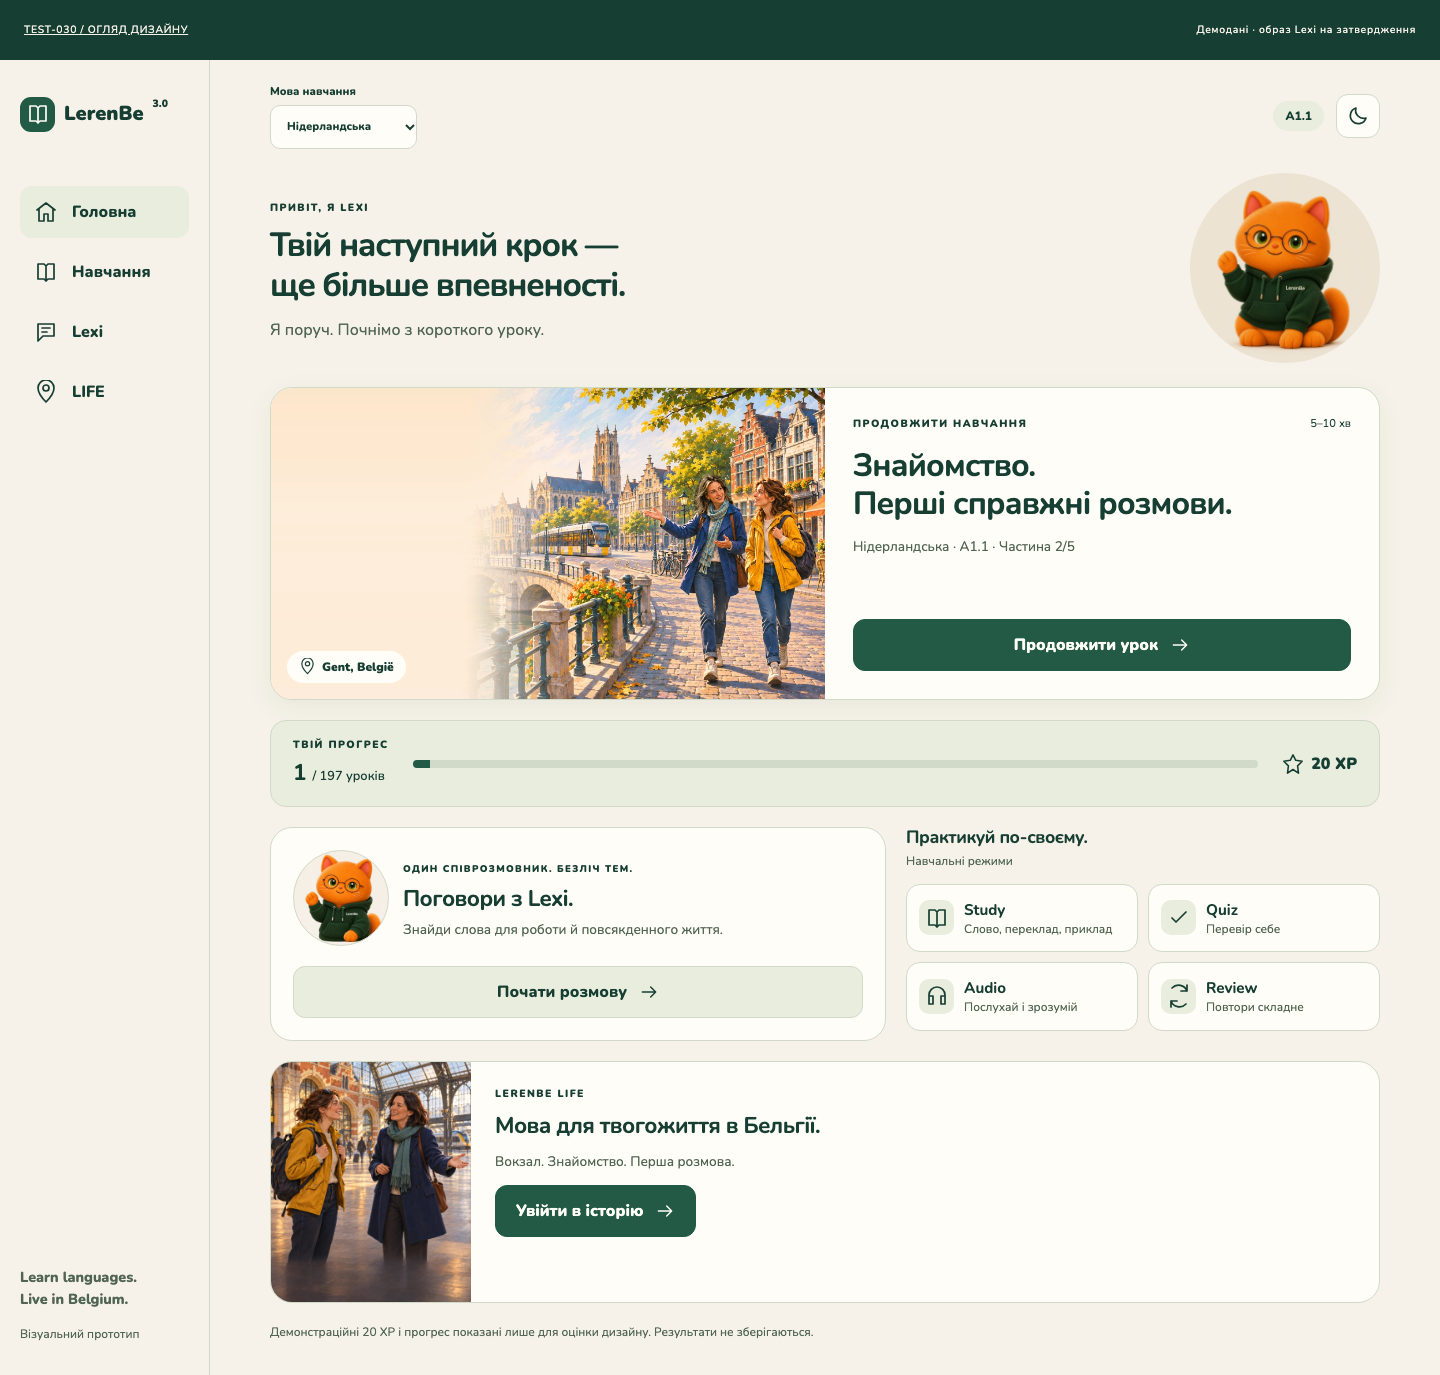 TEST-030 / ОГЛЯД ДИЗАЙНУ
Демодані · образ Lexi на затвердження
LerenBe 3.0
Головна
Навчання
Lexi
LIFE
Learn languages.
Live in Belgium.
Візуальний прототип
Мова навчання
Нідерландська
A1.1
ПРИВІТ, Я LEXI
Твій наступний крок —
ще більше впевненості.
Я поруч. Почнімо з короткого уроку.
LerenBe
Gent, België
ПРОДОВЖИТИ НАВЧАННЯ
5–10 хв
Знайомство.
Перші справжні розмови.
Нідерландська · A1.1 · Частина 2/5
Продовжити урок
ТВІЙ ПРОГРЕС
1 / 197 уроків
20 XP
LerenBe
ОДИН СПІВРОЗМОВНИК. БЕЗЛІЧ ТЕМ.
Поговори з Lexi.
Знайди слова для роботи й повсякденного життя.
Почати розмову
Практикуй по-своєму.
Навчальні режими
Study
Слово, переклад, приклад
Quiz
Перевір себе
Audio
Послухай і зрозумій
Review
Повтори складне
LERENBE LIFE
Мова для твогожиття в Бельгії.
Вокзал. Знайомство. Перша розмова.
Увійти в історію
Демонстраційні 20 XP і прогрес показані лише для оцінки дизайну. Результати не зберігаються.